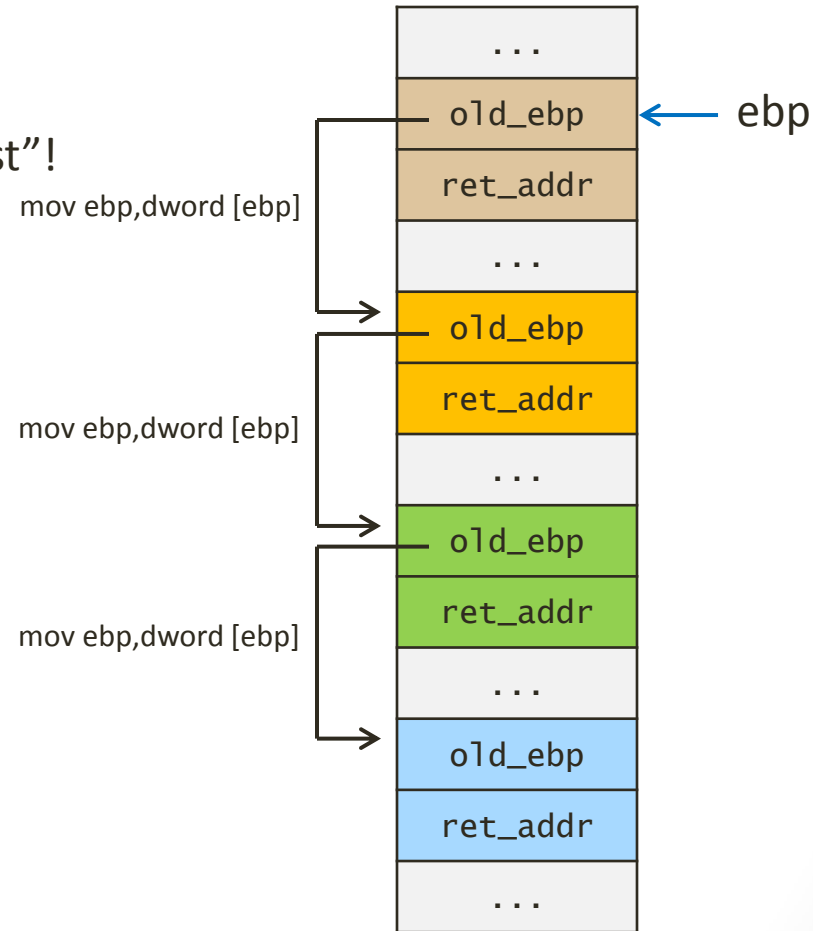 ...
old_ebp
ebp
st”!
ret_addr
mov ebp,dword [ebp]
...
old_ebp
ret_addr
mov ebp,dword [ebp]
...
old_ebp
ret_addr
mov ebp,dword [ebp]
...
old_ebp
ret_addr
...